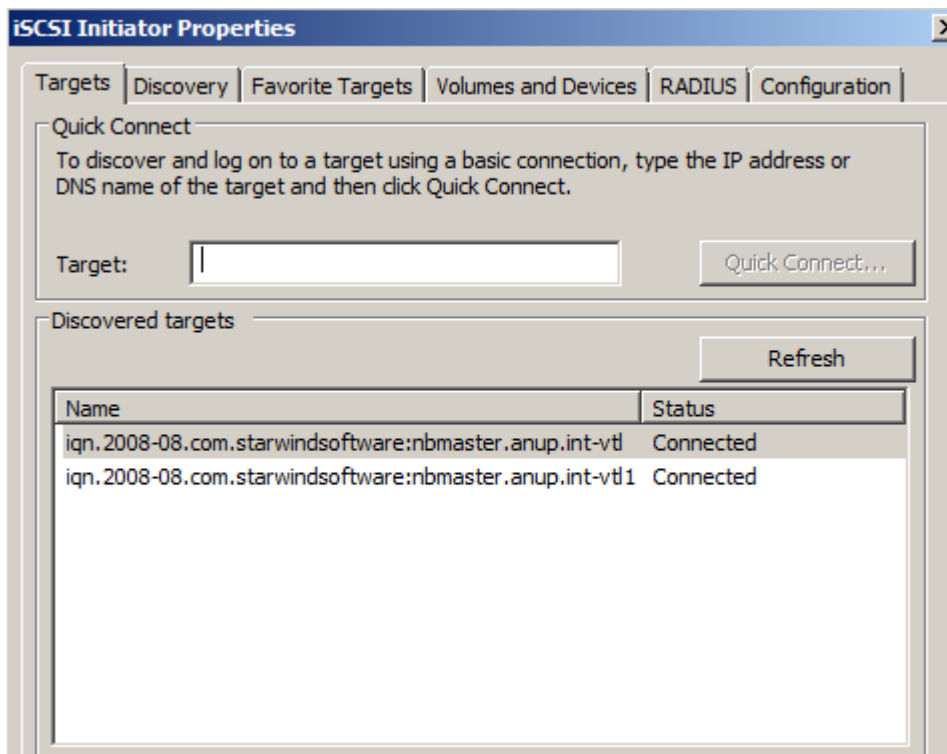 iSCSI Initiator Properties
Targets Discovery Favorite Targets Volumes and Devices RADIUS Configuration
Quick Connect
To discover and log on to a target using a basic connection, type the IP address or
DNS name of the target and then click Quick Connect.
Target: Quick Connect...
Discovered targets
Refresh
Name Status
iqn.2008-08.com.starwindsoftware:nbmaster.anup.int-vtl Connected
iqn.2008-08.com.starwindsoftware:nbmaster.anup.int-vtl1 Connected